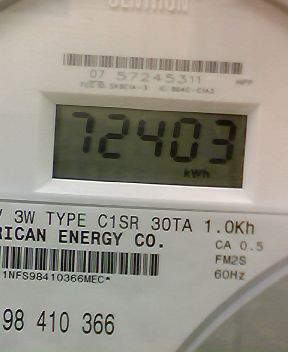 CENTRON
07 57245311
72403
kWh
3W TYPE C1SR 30TA 1.0Kh
RICAN ENERGY CO.
CA 0.5
FM2S
60Hz
1NFS98410366MEC*
98 410 366